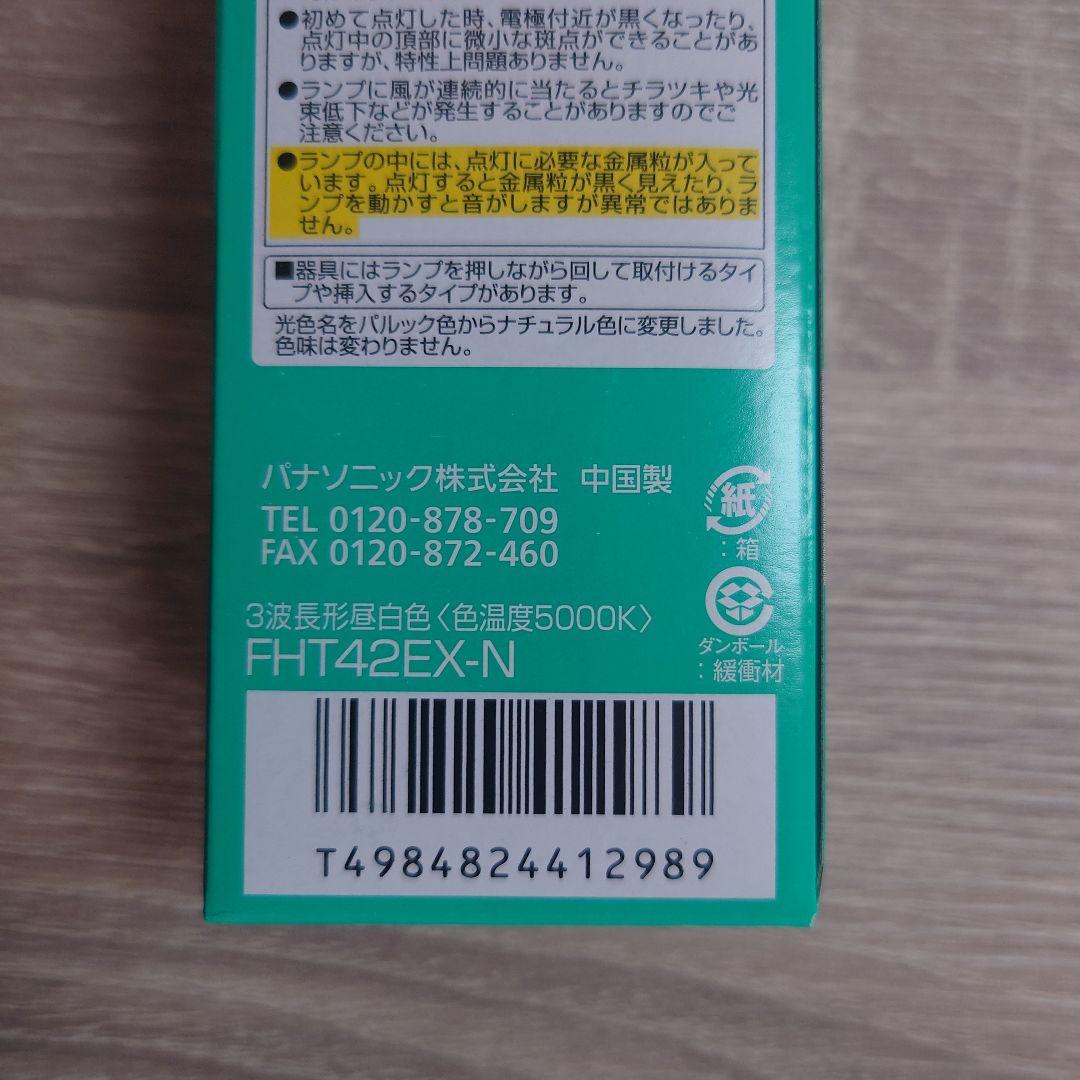 ●初めて点灯した時、電極付近が黒くなったり、
点灯中の頂部に微小な斑点ができることがあ
りますが、特性上問題ありません。
●ランプに風が連続的に当たるとチラツキや光
束低下などが発生することがありますのでご
注意ください。
●ランプの中には、点灯に必要な金属粒が入って
います。点灯すると金属粒が黒く見えたり、ラ
ンプを動かすと音がしますが異常ではありま
せん。
■器具にはランプを押しながら回して取付けるタイ
プや挿入するタイプがあります。
光色名をパルック色からナチュラル色に変更しました。
色味は変わりません。
パナソニック株式会社 中国製
TEL 0120-878-709
FAX 0120-872-460
紙
:箱
3波長形昼白色〈色温度5000K〉
FHT42EX-N
ダンボール
:緩衝材
T4984824412989